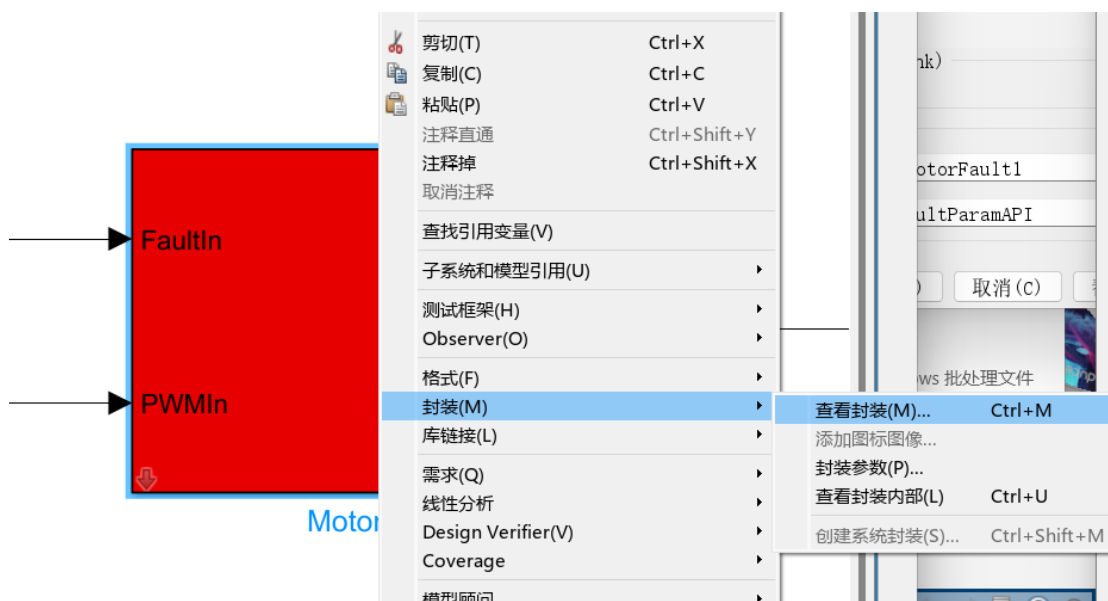 剪切(T) Ctrl+X
复制(C) Ctrl+C
粘贴(P) Ctrl+V
注释直通 Ctrl+Shift+Y
注释掉 Ctrl+Shift+X
取消注释
查找引用变量(V)
子系统和模型引用(U)
测试框架(H)
Observer(O)
格式(F)
封装(M)
库链接(L)
需求(Q)
线性分析
Design Verifier(V)
Coverage
模型顾问
查看封装(M)... Ctrl+M
添加图标图像...
封装参数(P)...
查看封装内部(L) Ctrl+U
创建系统封装(S)... Ctrl+Shift+M
FaultIn
PWMIn
Motor
nk)
otorFault1
ultParamAPI
) 取消(C)
ows 批处理文件